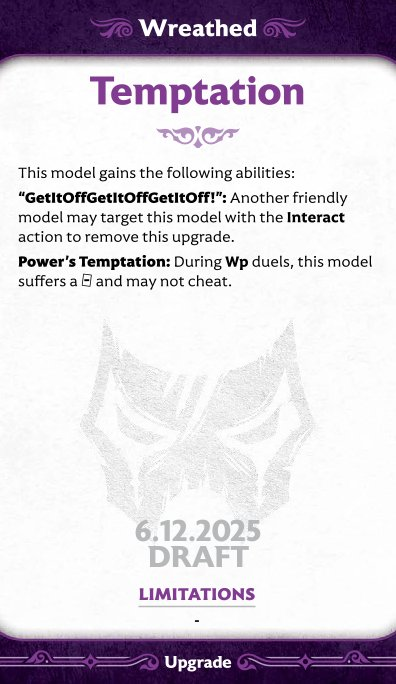 Wreathed
Temptation
This model gains the following abilities:
“GetItOffGetItOffGetItOff!”: Another friendly
model may target this model with the Interact
action to remove this upgrade.
Power’s Temptation: During Wp duels, this model
suffers a and may not cheat.
6.12.2025
DRAFT
LIMITATIONS
-
Upgrade